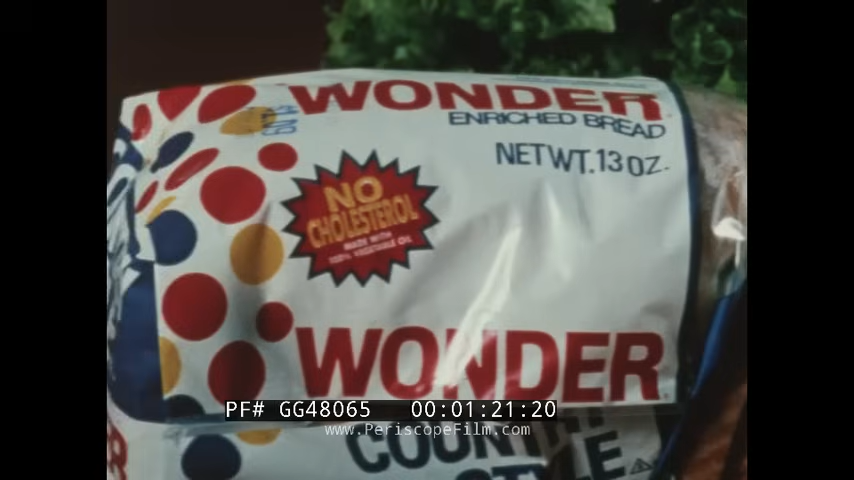 WONDER
ENRICHED BREAD
NET WT. 13 OZ.
NO
CHOLESTEROL
MADE WITH
100% VEGETABLE OIL
WONDER
PF# GG48065 00:01:21:20
www.PeriscopeFilm.com
COUNTRY
STYLE